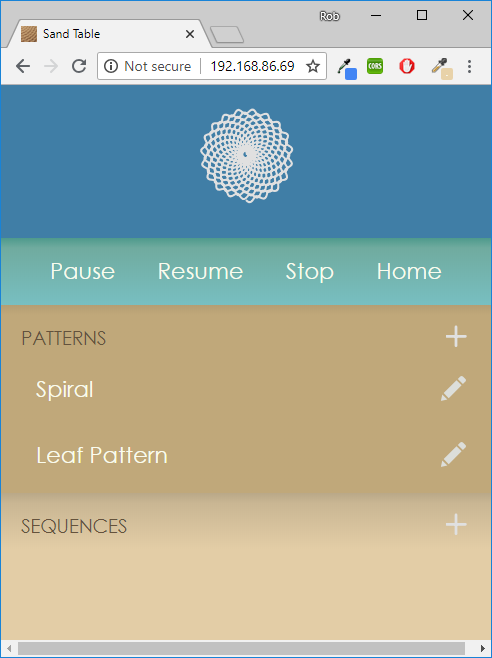 Rob
Sand Table
Not secure 192.168.86.69
CORS
Pause Resume Stop Home
PATTERNS
Spiral
Leaf Pattern
SEQUENCES